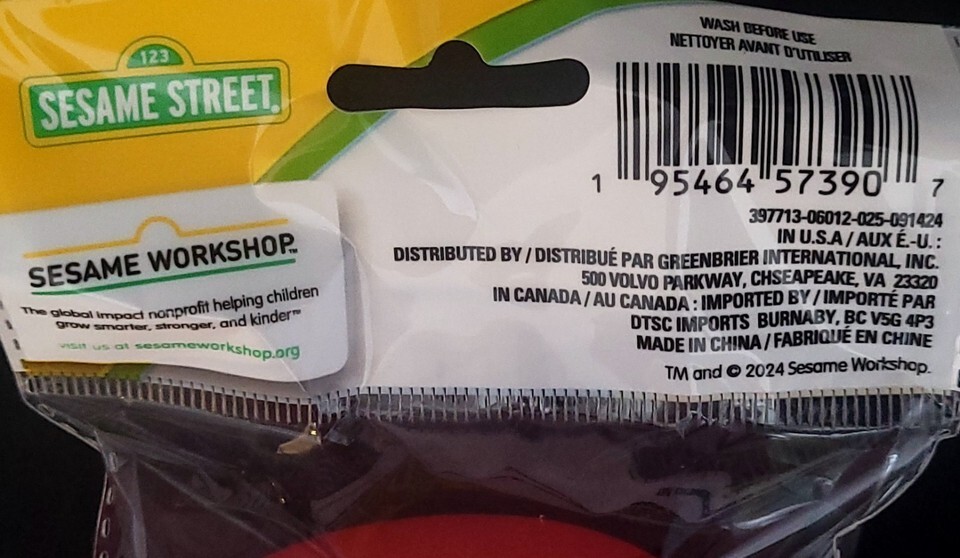 123
SESAME STREET
SESAME WORKSHOP™
The global impact nonprofit helping children
grow smarter, stronger, and kinder™
visit us at sesameworkshop.org
WASH BEFORE USE
NETTOYER AVANT D'UTILISER
1 95464 57390 7
397713-06012-025-091424
IN U.S.A / AUX É.-U. :
DISTRIBUTED BY / DISTRIBUÉ PAR GREENBRIER INTERNATIONAL, INC.
500 VOLVO PARKWAY, CHSEAPEAKE, VA 23320
IN CANADA / AU CANADA : IMPORTED BY / IMPORTÉ PAR
DTSC IMPORTS BURNABY, BC V5G 4P3
MADE IN CHINA / FABRIQUÉ EN CHINE
TM and © 2024 Sesame Workshop.